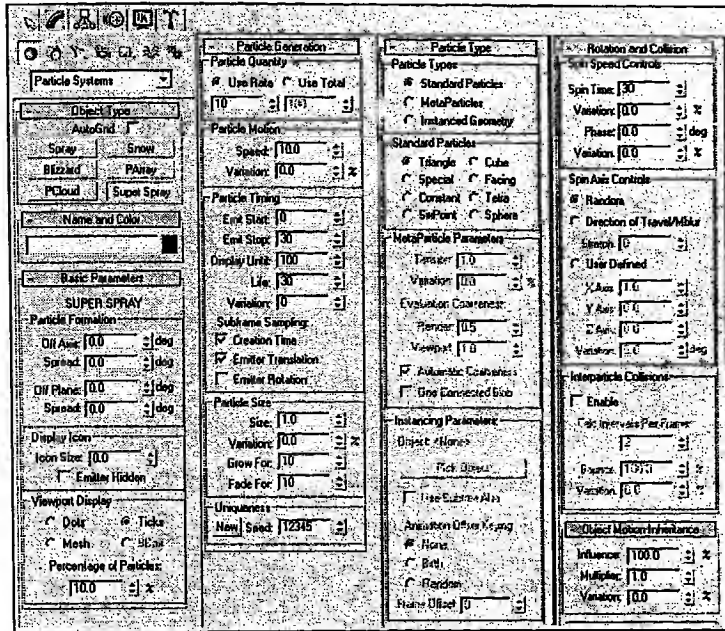 Particle Systems
Object Type
AutoGrid
Spray Snow
Blizzard PArray
PCloud Super Spray
Name and Color
Basic Parameters
SUPER SPRAY
Particle Formation
Off Axis: 0.0 deg
Spread: 0.0 deg
Off Plane: 0.0 deg
Spread: 0.0 deg
Display Icon
Icon Size: 0.0
Emitter Hidden
Viewport Display
Dots Ticks
Mesh BBox
Percentage of Particles:
10.0 %
Particle Generation
Particle Quantity
Use Rate Use Total
10
Particle Motion
Speed: 10.0
Variation: 0.0 %
Particle Timing
Emit Start: 0
Emit Stop: 30
Display Until: 100
Life: 30
Variation: 0
Subframe Sampling:
Creation Time
Emitter Translation
Emitter Rotation
Particle Size
Size: 1.0
Variation: 0.0 %
Grow For: 10
Fade For: 10
Uniqueness
New Seed: 12345
Particle Type
Particle Types
Standard Particles
MetaParticles
Instanced Geometry
Standard Particles
Triangle Cube
Special Facing
Constant Tetra
SixPoint Sphere
MetaParticle Parameters
Tension: 1.0
Variation: 0.0 %
Evaluation Coarseness:
Render: 0.5
Viewport: 1.0
Automatic Coarseness
One Connected Blob
Instancing Parameters:
Object: <None>
Pick Object
Use Subtree Also
Animation Offset Keying
None
Birth
Random
Frame Offset: 0
Rotation and Collision
Spin Speed Controls
Spin Time: 30
Variation: 0.0 %
Phase: 0.0 deg
Variation: 0.0 %
Spin Axis Controls
Random
Direction of Travel/Mblur
Stretch: 0
User Defined
X Axis: 1.0
Y Axis: 0.0
Z Axis: 0.0
Variation: 0.0 deg
Interparticle Collisions
Enable
Calc Intervals Per Frame:
2
Bounce: 100.0 %
Variation: 0.0 %
Object Motion Inheritance
Influence: 100.0 %
Multiplier: 1.0
Variation: 0.0 %